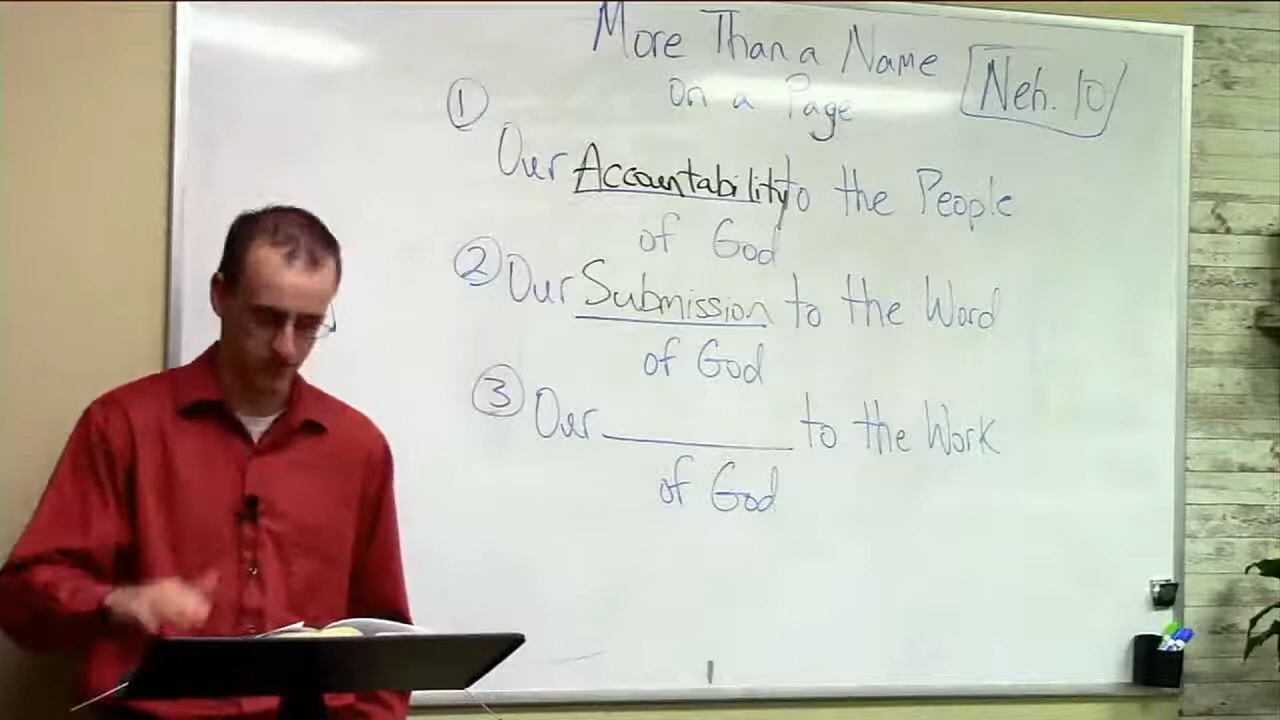 More Than a Name
on a Page
Neh. 10
①
Our Accountability to the People
of God
② Our Submission to the Word
of God
③ Our __________ to the Work
of God